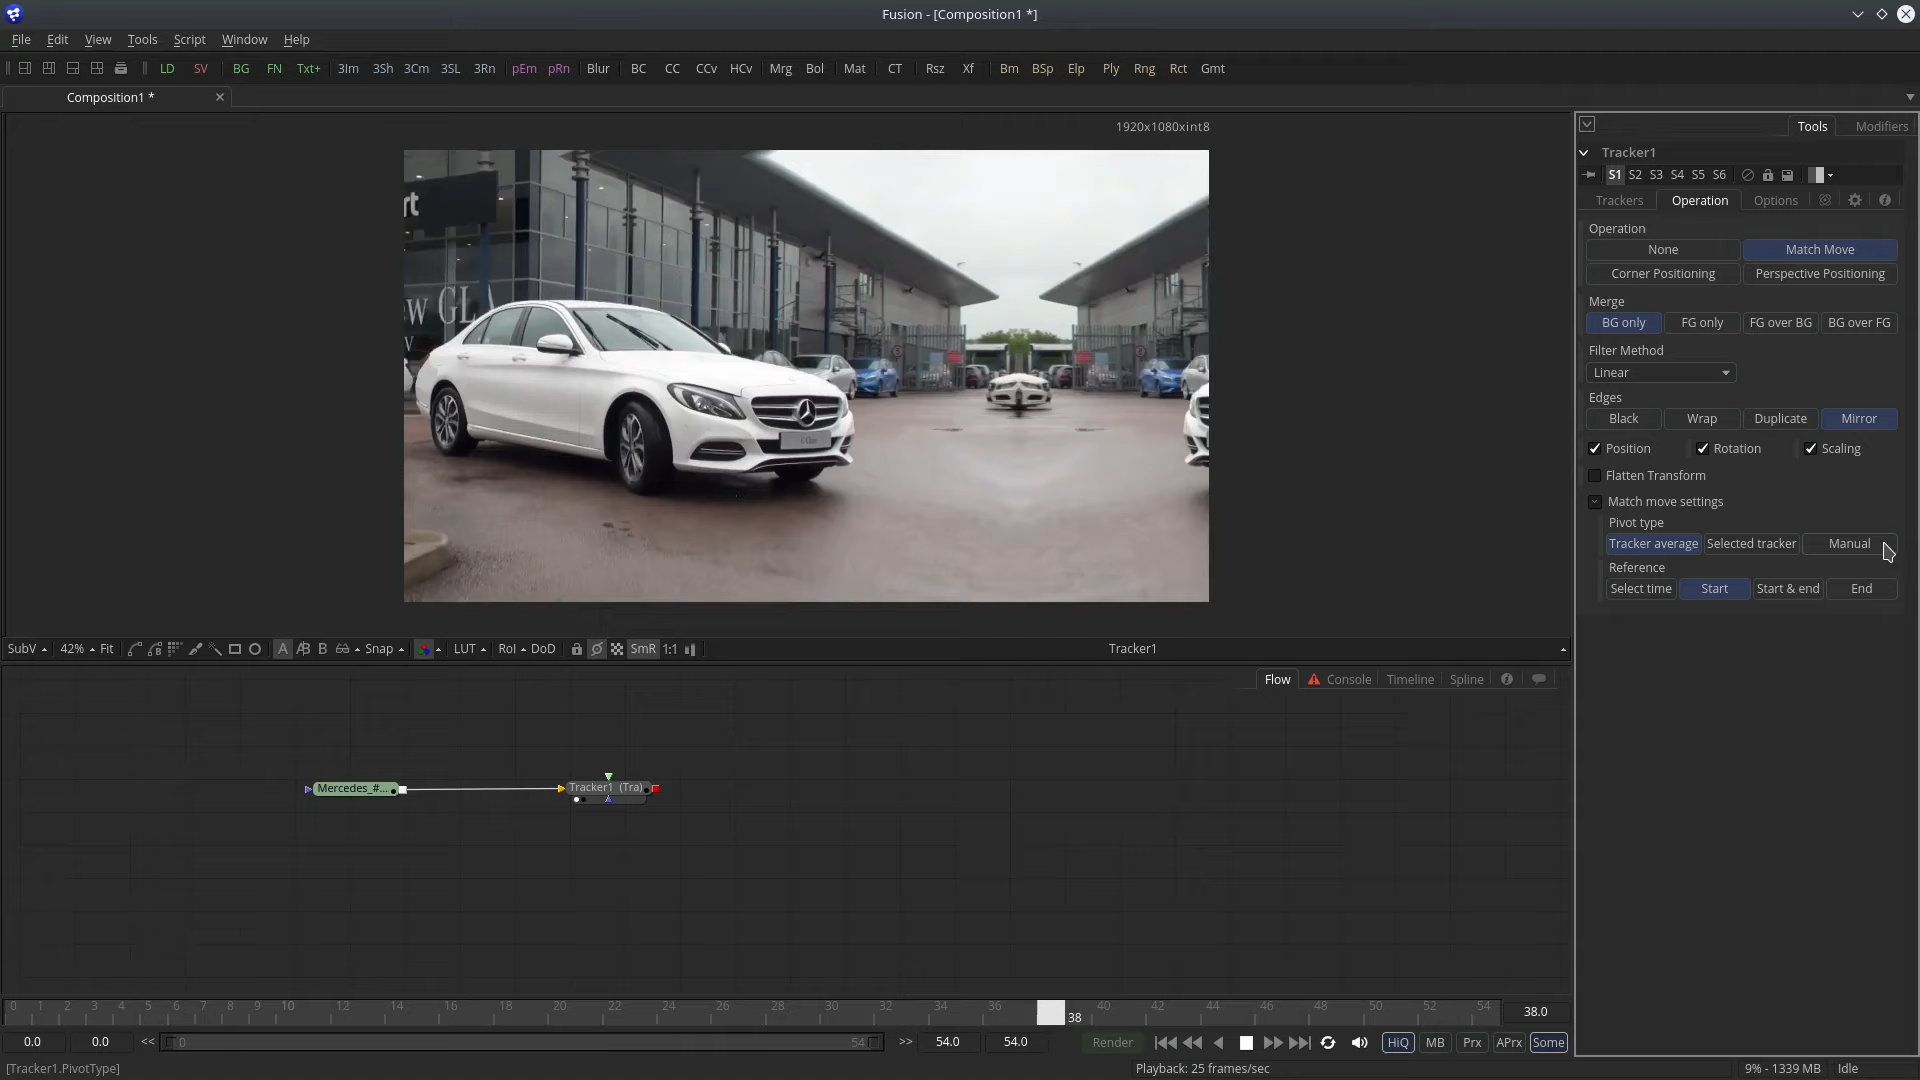 Fusion - [Composition1 *]
File Edit View Tools Script Window Help
LD SV BG FN Txt+ 3Im 3Sh 3Cm 3SL 3Rn pEm pRn Blur BC CC CCv HCv Mrg Bol Mat CT Rsz Xf Bm BSp Elp Ply Rng Rct Gmt
Composition1 *
1920x1080xint8
Tools Modifiers
Tracker1
S1 S2 S3 S4 S5 S6
Trackers Operation Options
Operation
None Match Move
Corner Positioning Perspective Positioning
Merge
BG only FG only FG over BG BG over FG
Filter Method
Linear
Edges
Black Wrap Duplicate Mirror
Position Rotation Scaling
Flatten Transform
Match move settings
Pivot type
Tracker average Selected tracker Manual
Reference
Select time Start Start & end End
rt
w GLA
SubV 42% Fit A B Snap LUT RoI DoD SmR 1:1 Tracker1
Flow Console Timeline Spline
Mercedes_#...
Tracker1 (Tra)
0 1 2 3 4 5 6 7 8 9 10 12 14 16 18 20 22 24 26 28 30 32 34 36 38 40 42 44 46 48 50 52 54 38.0
0.0 0.0 << 0 54 >> 54.0 54.0 Render HiQ MB Prx APrx Some
[Tracker1.PivotType] Playback: 25 frames/sec 9% - 1339 MB Idle